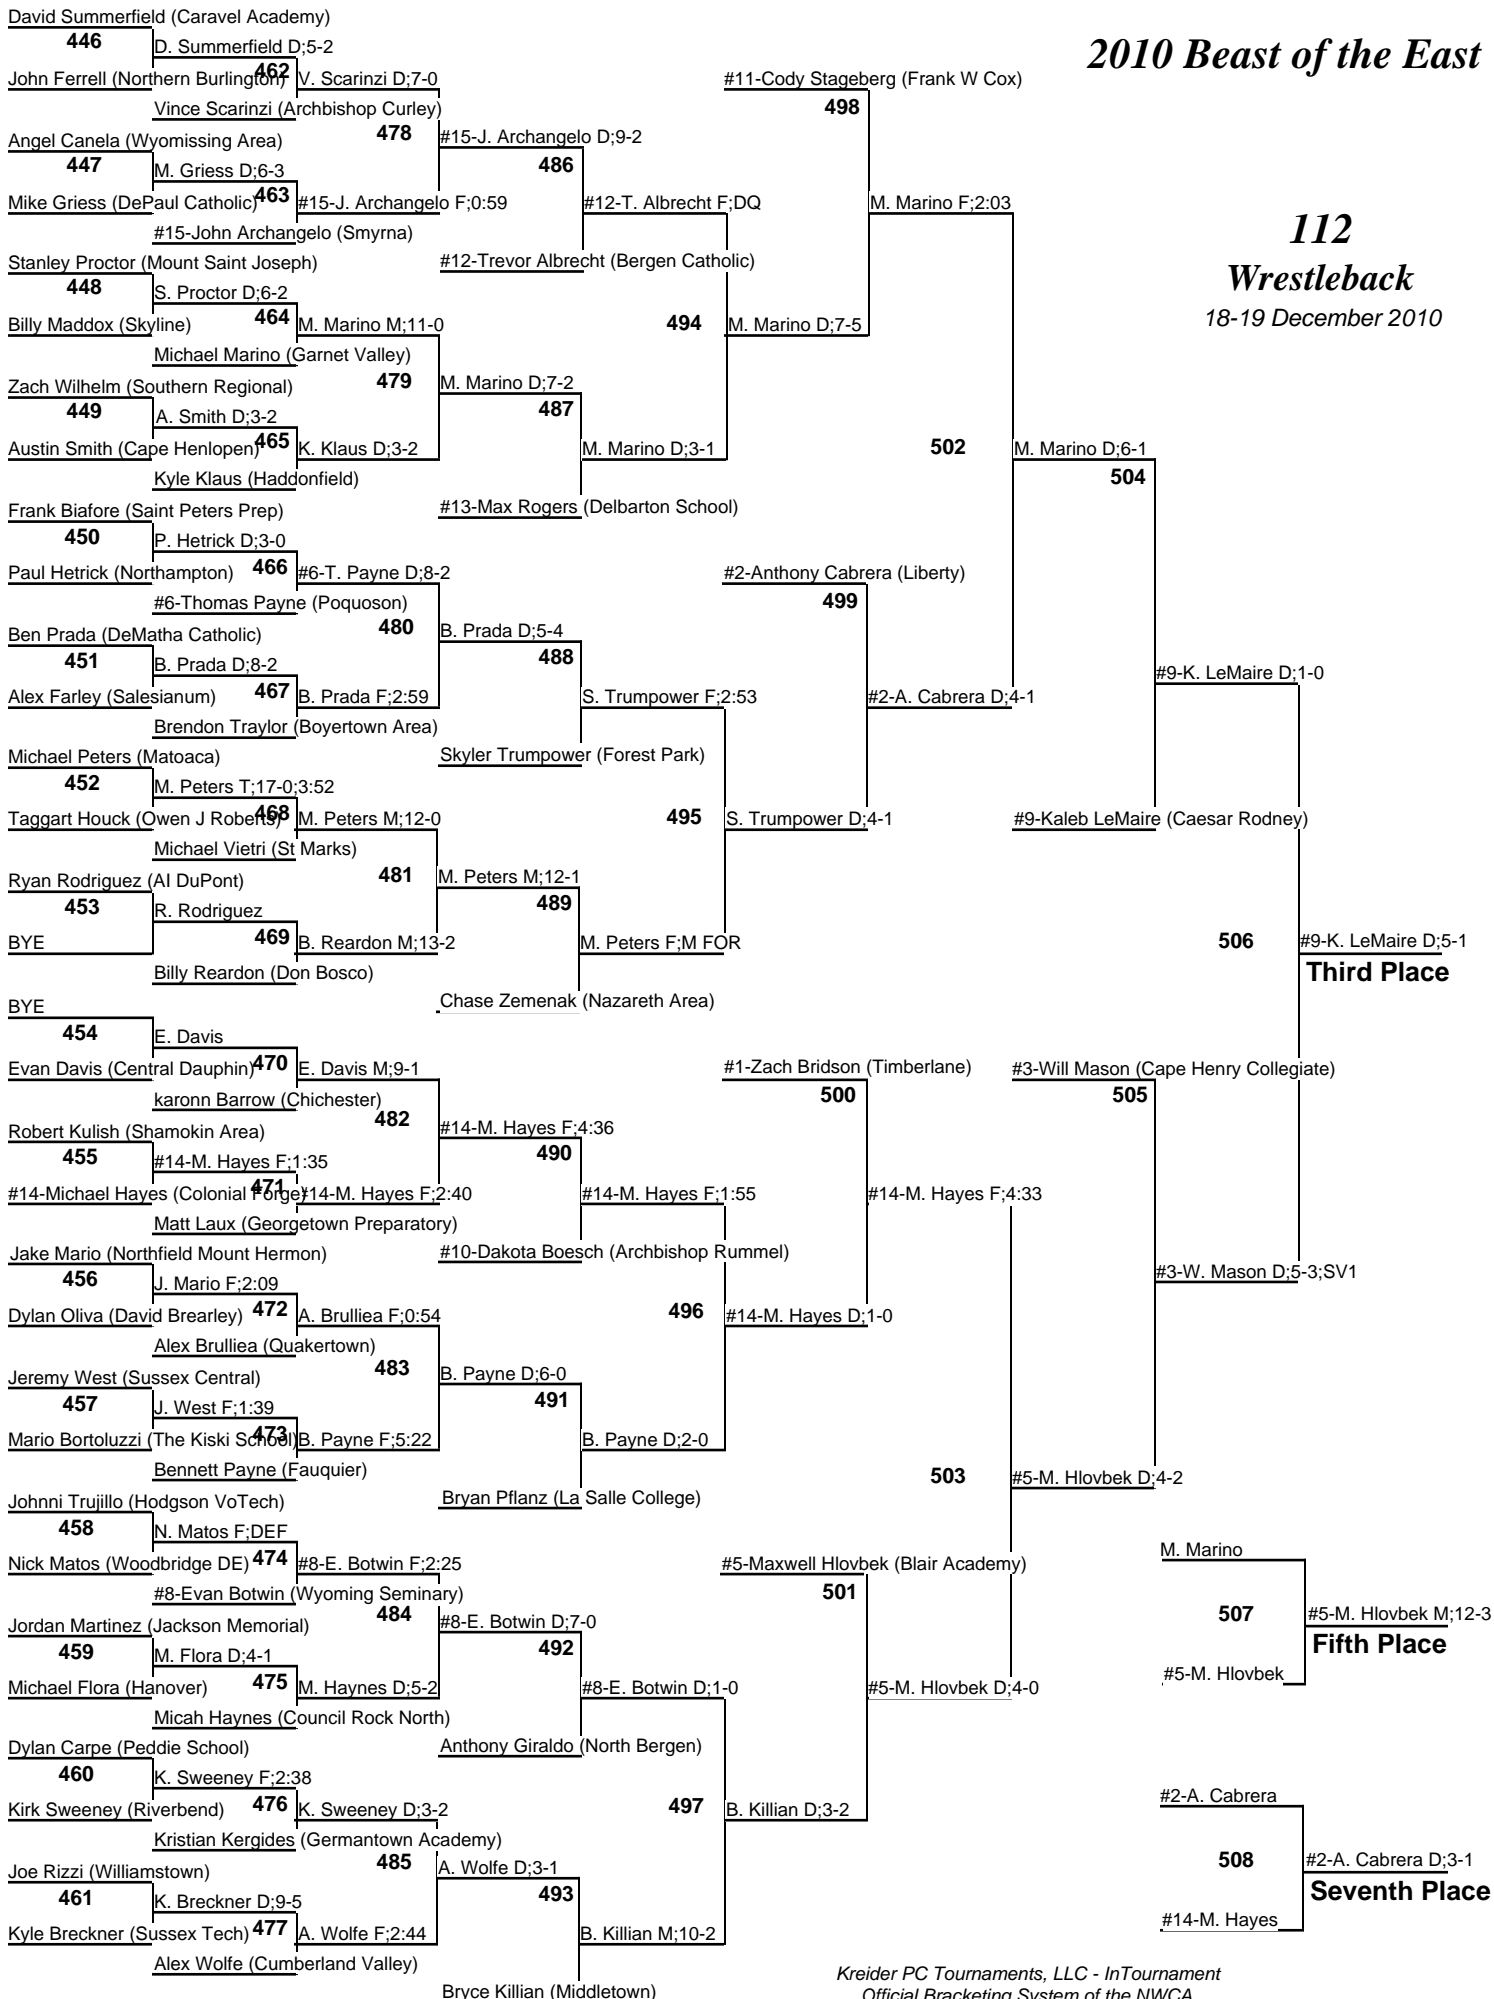 2010 Beast of the East
112
Wrestleback
18-19 December 2010
David Summerfield (Caravel Academy)
446
D. Summerfield D;5-2
John Ferrell (Northern Burlington)
462
V. Scarinzi D;7-0
Vince Scarinzi (Archbishop Curley)
478
#15-J. Archangelo D;9-2
Angel Canela (Wyomissing Area)
447
M. Griess D;6-3
Mike Griess (DePaul Catholic)
463
#15-J. Archangelo F;0:59
#15-John Archangelo (Smyrna)
486
#12-T. Albrecht F;DQ
#12-Trevor Albrecht (Bergen Catholic)
Stanley Proctor (Mount Saint Joseph)
448
S. Proctor D;6-2
Billy Maddox (Skyline)
464
M. Marino M;11-0
Michael Marino (Garnet Valley)
479
M. Marino D;7-2
Zach Wilhelm (Southern Regional)
449
A. Smith D;3-2
Austin Smith (Cape Henlopen)
465
K. Klaus D;3-2
Kyle Klaus (Haddonfield)
487
M. Marino D;3-1
#13-Max Rogers (Delbarton School)
494
M. Marino D;7-5
#11-Cody Stageberg (Frank W Cox)
498
M. Marino F;2:03
Frank Biafore (Saint Peters Prep)
450
P. Hetrick D;3-0
Paul Hetrick (Northampton)
466
#6-T. Payne D;8-2
#6-Thomas Payne (Poquoson)
480
B. Prada D;5-4
Ben Prada (DeMatha Catholic)
451
B. Prada D;8-2
Alex Farley (Salesianum)
467
B. Prada F;2:59
Brendon Traylor (Boyertown Area)
488
S. Trumpower F;2:53
Skyler Trumpower (Forest Park)
Michael Peters (Matoaca)
452
M. Peters T;17-0;3:52
Taggart Houck (Owen J Roberts)
468
M. Peters M;12-0
Michael Vietri (St Marks)
481
M. Peters M;12-1
Ryan Rodriguez (AI DuPont)
453
R. Rodriguez
BYE
469
B. Reardon M;13-2
Billy Reardon (Don Bosco)
489
M. Peters F;M FOR
Chase Zemenak (Nazareth Area)
495
S. Trumpower D;4-1
#2-Anthony Cabrera (Liberty)
499
#2-A. Cabrera D;4-1
502
M. Marino D;6-1
504
#9-K. LeMaire D;1-0
#9-Kaleb LeMaire (Caesar Rodney)
506
#9-K. LeMaire D;5-1
Third Place
BYE
454
E. Davis
Evan Davis (Central Dauphin)
470
E. Davis M;9-1
karonn Barrow (Chichester)
482
#14-M. Hayes F;4:36
Robert Kulish (Shamokin Area)
455
#14-M. Hayes F;1:35
#14-Michael Hayes (Colonial Forge)
471
#14-M. Hayes F;2:40
Matt Laux (Georgetown Preparatory)
490
#14-M. Hayes F;1:55
#10-Dakota Boesch (Archbishop Rummel)
Jake Mario (Northfield Mount Hermon)
456
J. Mario F;2:09
Dylan Oliva (David Brearley)
472
A. Brulliea F;0:54
Alex Brulliea (Quakertown)
483
B. Payne D;6-0
Jeremy West (Sussex Central)
457
J. West F;1:39
Mario Bortoluzzi (The Kiski School)
473
B. Payne F;5:22
Bennett Payne (Fauquier)
491
B. Payne D;2-0
Bryan Pflanz (La Salle College)
496
#14-M. Hayes D;1-0
#1-Zach Bridson (Timberlane)
500
#14-M. Hayes F;4:33
#3-Will Mason (Cape Henry Collegiate)
505
#3-W. Mason D;5-3;SV1
Johnni Trujillo (Hodgson VoTech)
458
N. Matos F;DEF
Nick Matos (Woodbridge DE)
474
#8-E. Botwin F;2:25
#8-Evan Botwin (Wyoming Seminary)
484
#8-E. Botwin D;7-0
Jordan Martinez (Jackson Memorial)
459
M. Flora D;4-1
Michael Flora (Hanover)
475
M. Haynes D;5-2
Micah Haynes (Council Rock North)
492
#8-E. Botwin D;1-0
Anthony Giraldo (North Bergen)
Dylan Carpe (Peddie School)
460
K. Sweeney F;2:38
Kirk Sweeney (Riverbend)
476
K. Sweeney D;3-2
Kristian Kergides (Germantown Academy)
485
A. Wolfe D;3-1
Joe Rizzi (Williamstown)
461
K. Breckner D;9-5
Kyle Breckner (Sussex Tech)
477
A. Wolfe F;2:44
Alex Wolfe (Cumberland Valley)
493
B. Killian M;10-2
Bryce Killian (Middletown)
497
B. Killian D;3-2
#5-Maxwell Hlovbek (Blair Academy)
501
#5-M. Hlovbek D;4-0
503
#5-M. Hlovbek D;4-2
M. Marino
507
#5-M. Hlovbek M;12-3
Fifth Place
#5-M. Hlovbek
#2-A. Cabrera
508
#2-A. Cabrera D;3-1
Seventh Place
#14-M. Hayes
Kreider PC Tournaments, LLC - InTournament
Official Bracketing System of the NWCA